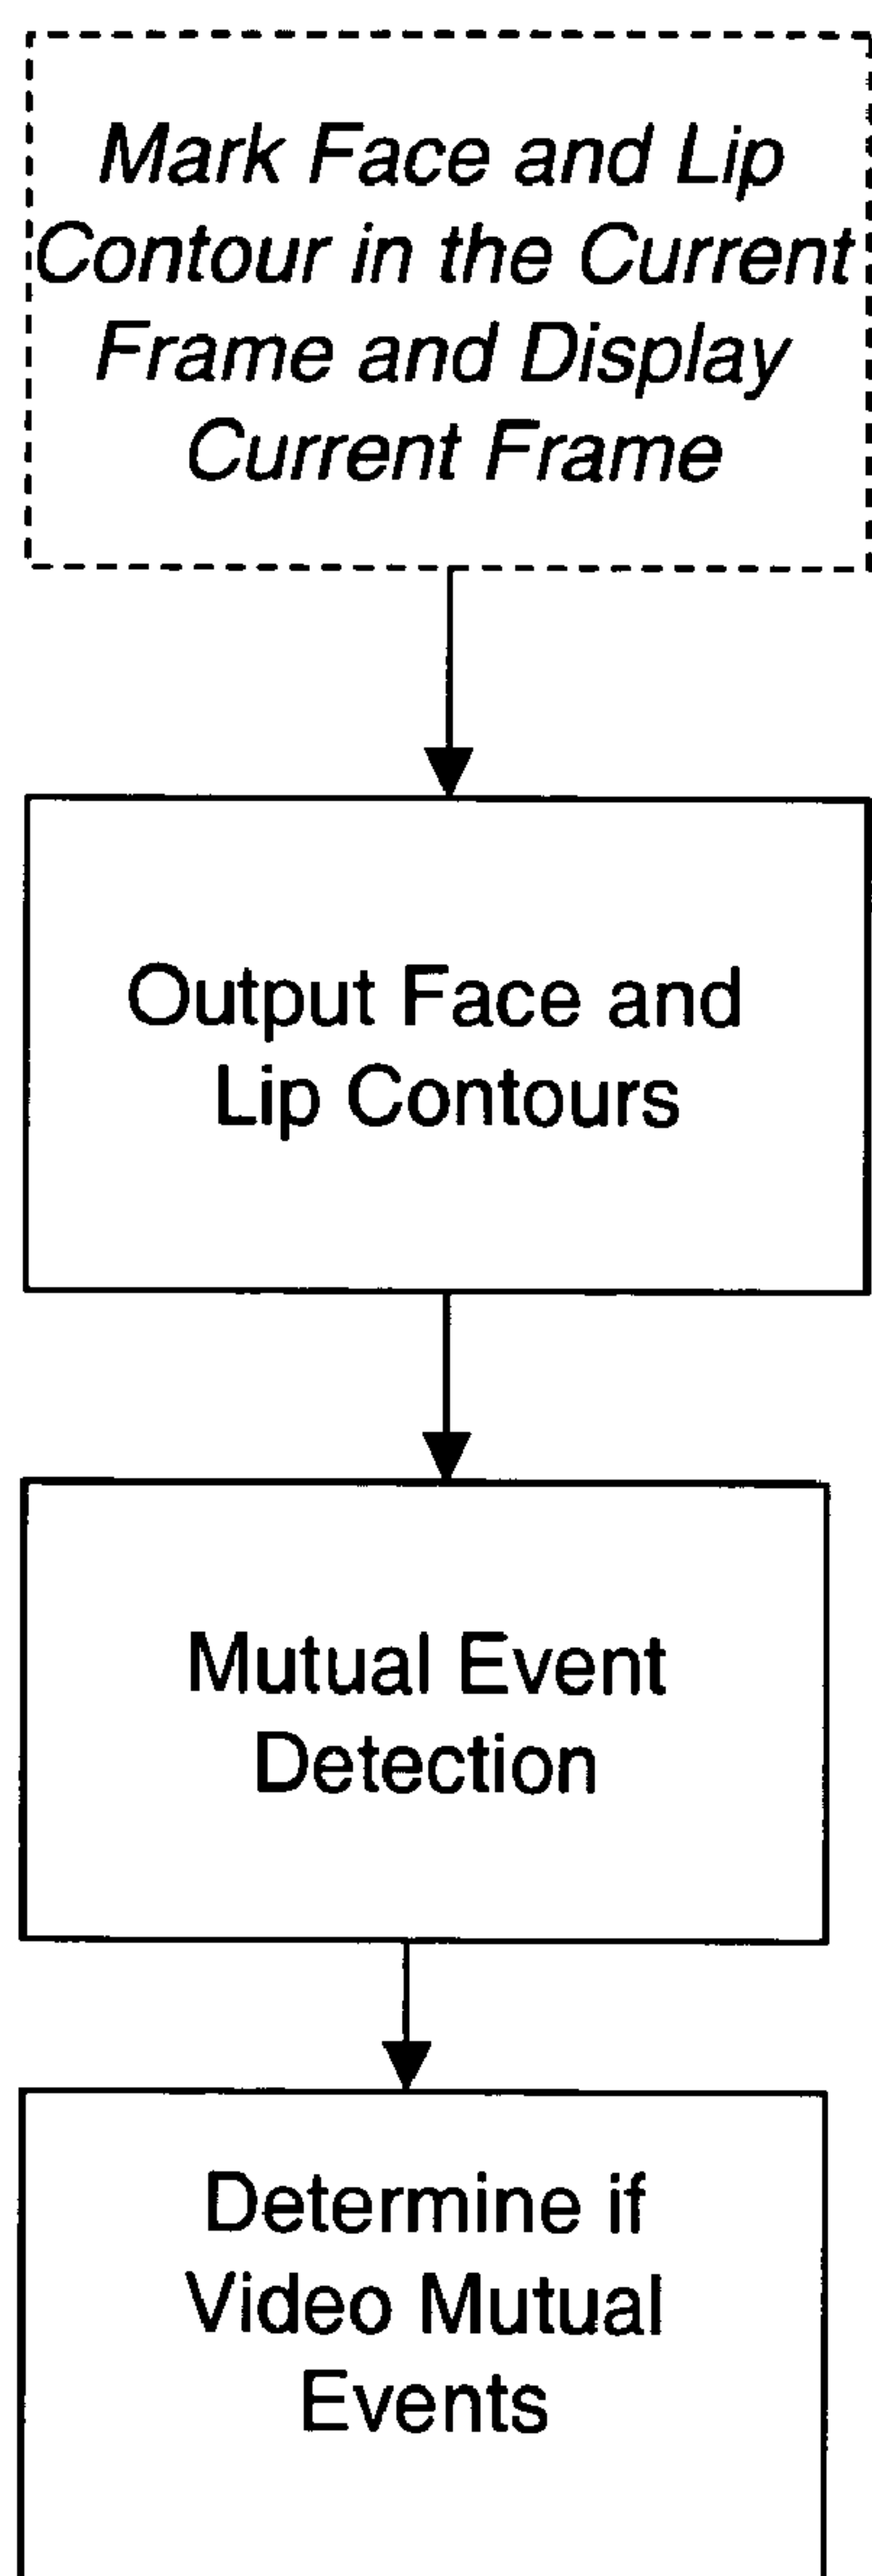 Mark Face and Lip
Contour in the Current
Frame and Display
Current Frame
Output Face and
Lip Contours
Mutual Event
Detection
Determine if
Video Mutual
Events